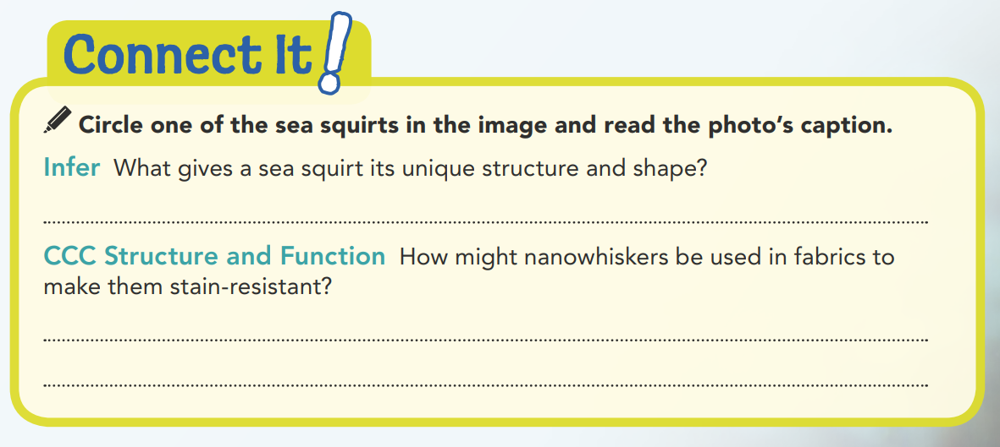 Connect It!
Circle one of the sea squirts in the image and read the photo’s caption.
Infer What gives a sea squirt its unique structure and shape?
CCC Structure and Function How might nanowhiskers be used in fabrics to
make them stain-resistant?